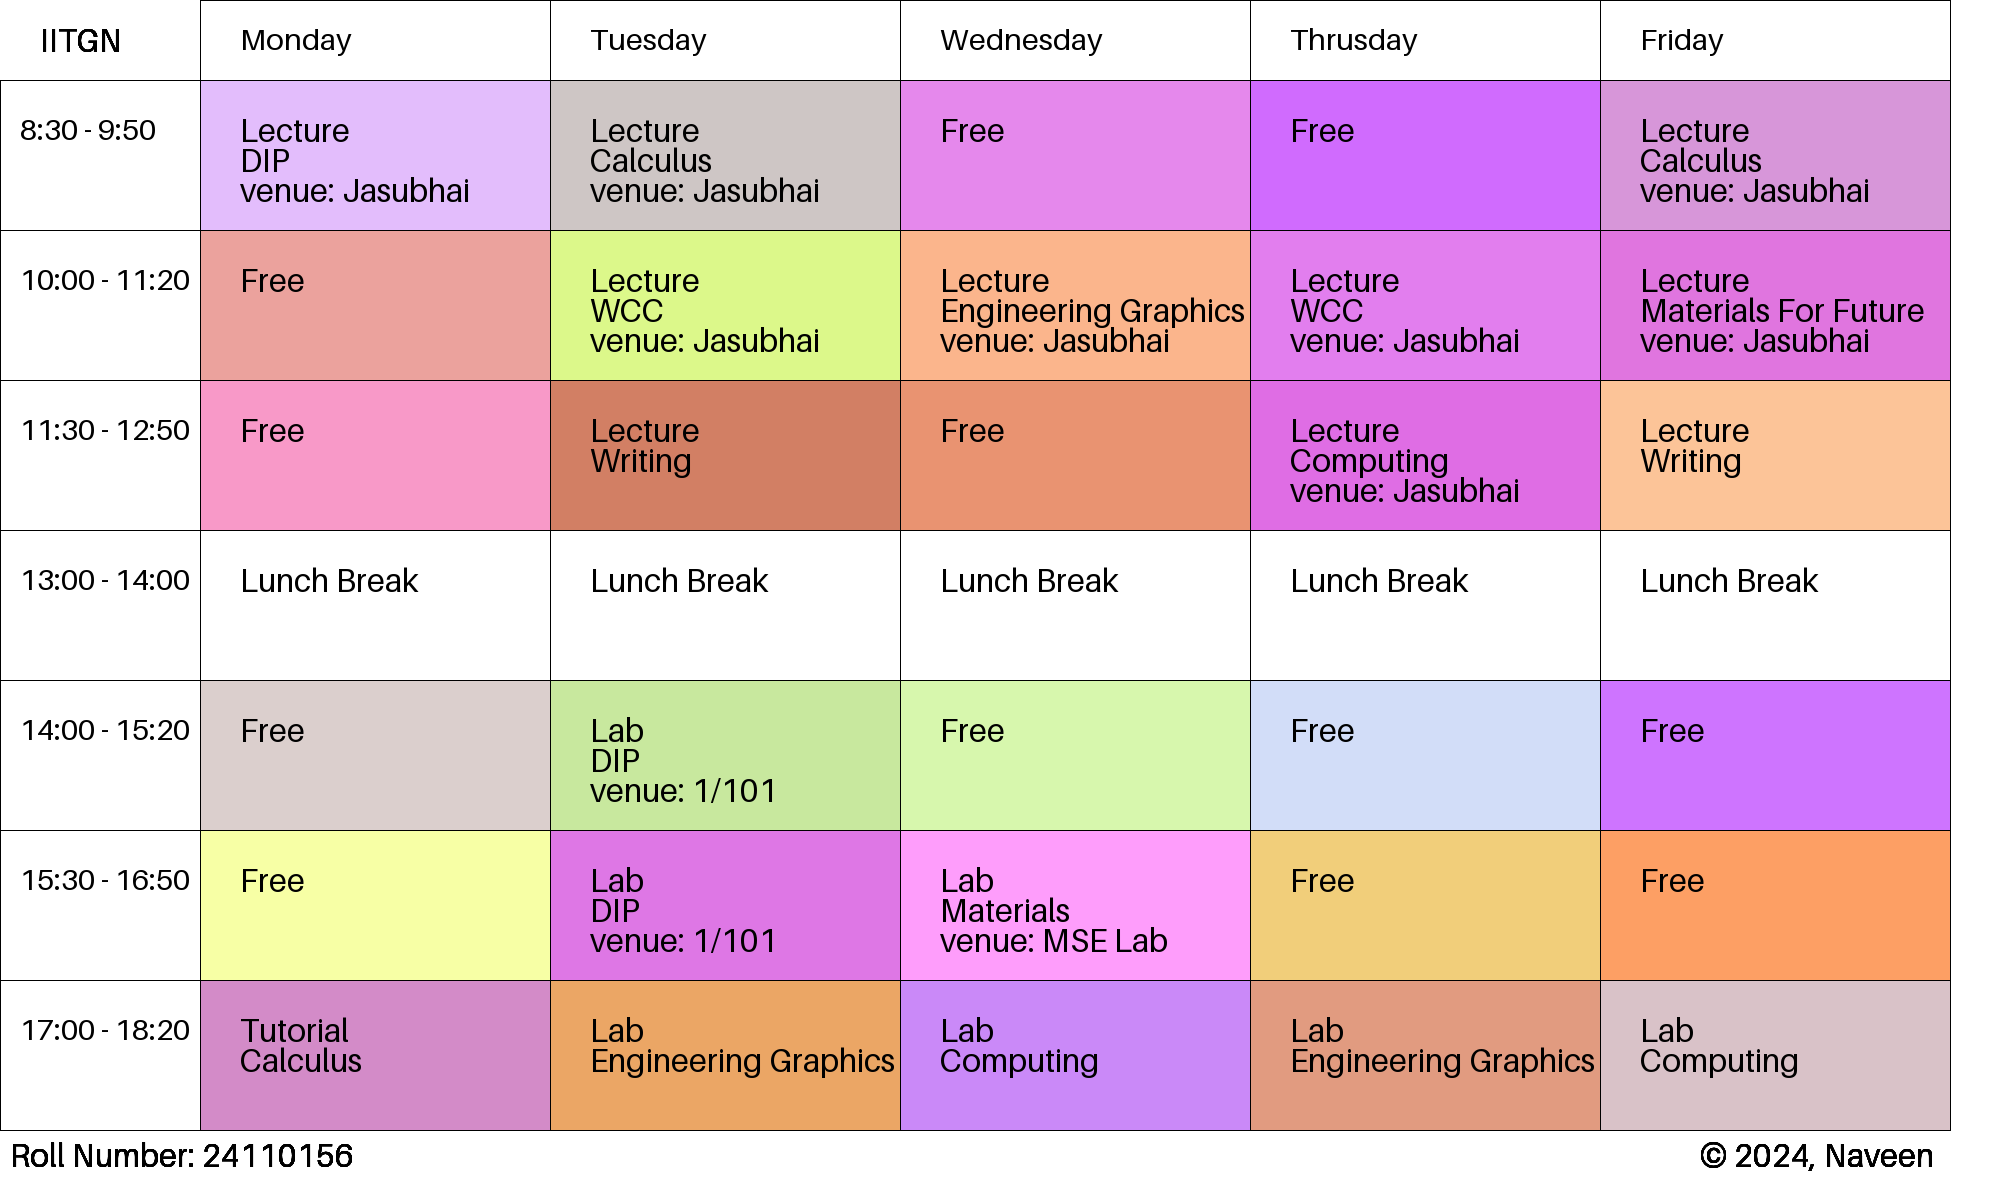 IITGN Monday Tuesday Wednesday Thrusday Friday
8:30 - 9:50
Lecture
DIP
venue: Jasubhai
Lecture
Calculus
venue: Jasubhai
Free
Free
Lecture
Calculus
venue: Jasubhai
10:00 - 11:20
Free
Lecture
WCC
venue: Jasubhai
Lecture
Engineering Graphics
venue: Jasubhai
Lecture
WCC
venue: Jasubhai
Lecture
Materials For Future
venue: Jasubhai
11:30 - 12:50
Free
Lecture
Writing
Free
Lecture
Computing
venue: Jasubhai
Lecture
Writing
13:00 - 14:00
Lunch Break
Lunch Break
Lunch Break
Lunch Break
Lunch Break
14:00 - 15:20
Free
Lab
DIP
venue: 1/101
Free
Free
Free
15:30 - 16:50
Free
Lab
DIP
venue: 1/101
Lab
Materials
venue: MSE Lab
Free
Free
17:00 - 18:20
Tutorial
Calculus
Lab
Engineering Graphics
Lab
Computing
Lab
Engineering Graphics
Lab
Computing
Roll Number: 24110156
© 2024, Naveen